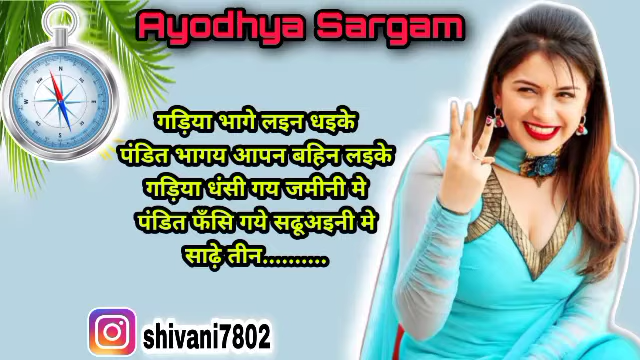 Ayodhya Sargam
N
गड़िया भागे लइन धइके
पंडित भागय आपन बहिन लइके
गड़िया धंसी गय जमीनी मे
पंडित फँसि गये सढूअइनी मे
साढ़े तीन..........
shivani7802